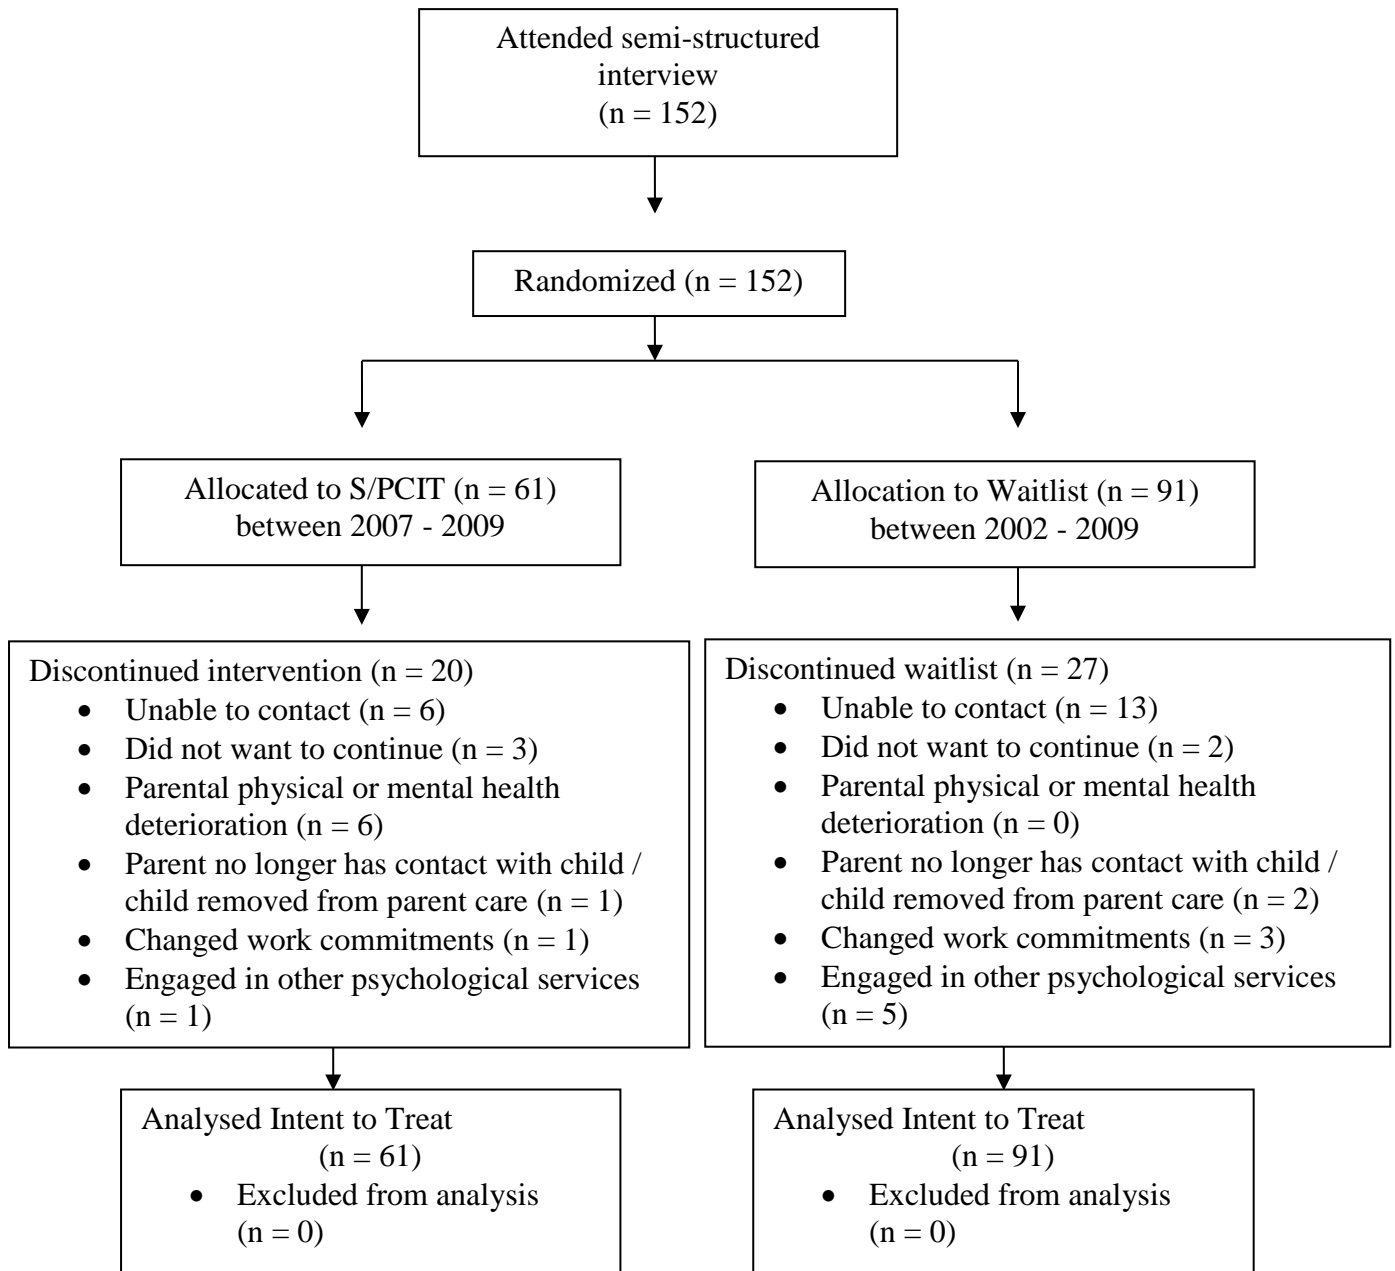 Attended semi-structured
interview
(n = 152)
Randomized (n = 152)
Allocated to S/PCIT (n = 61)
between 2007 - 2009
Allocation to Waitlist (n = 91)
between 2002 - 2009
Discontinued intervention (n = 20)
• Unable to contact (n = 6)
• Did not want to continue (n = 3)
• Parental physical or mental health
deterioration (n = 6)
• Parent no longer has contact with child /
child removed from parent care (n = 1)
• Changed work commitments (n = 1)
• Engaged in other psychological services
(n = 1)
Discontinued waitlist (n = 27)
• Unable to contact (n = 13)
• Did not want to continue (n = 2)
• Parental physical or mental health
deterioration (n = 0)
• Parent no longer has contact with child /
child removed from parent care (n = 2)
• Changed work commitments (n = 3)
• Engaged in other psychological services
(n = 5)
Analysed Intent to Treat
(n = 61)
• Excluded from analysis
(n = 0)
Analysed Intent to Treat
(n = 91)
• Excluded from analysis
(n = 0)